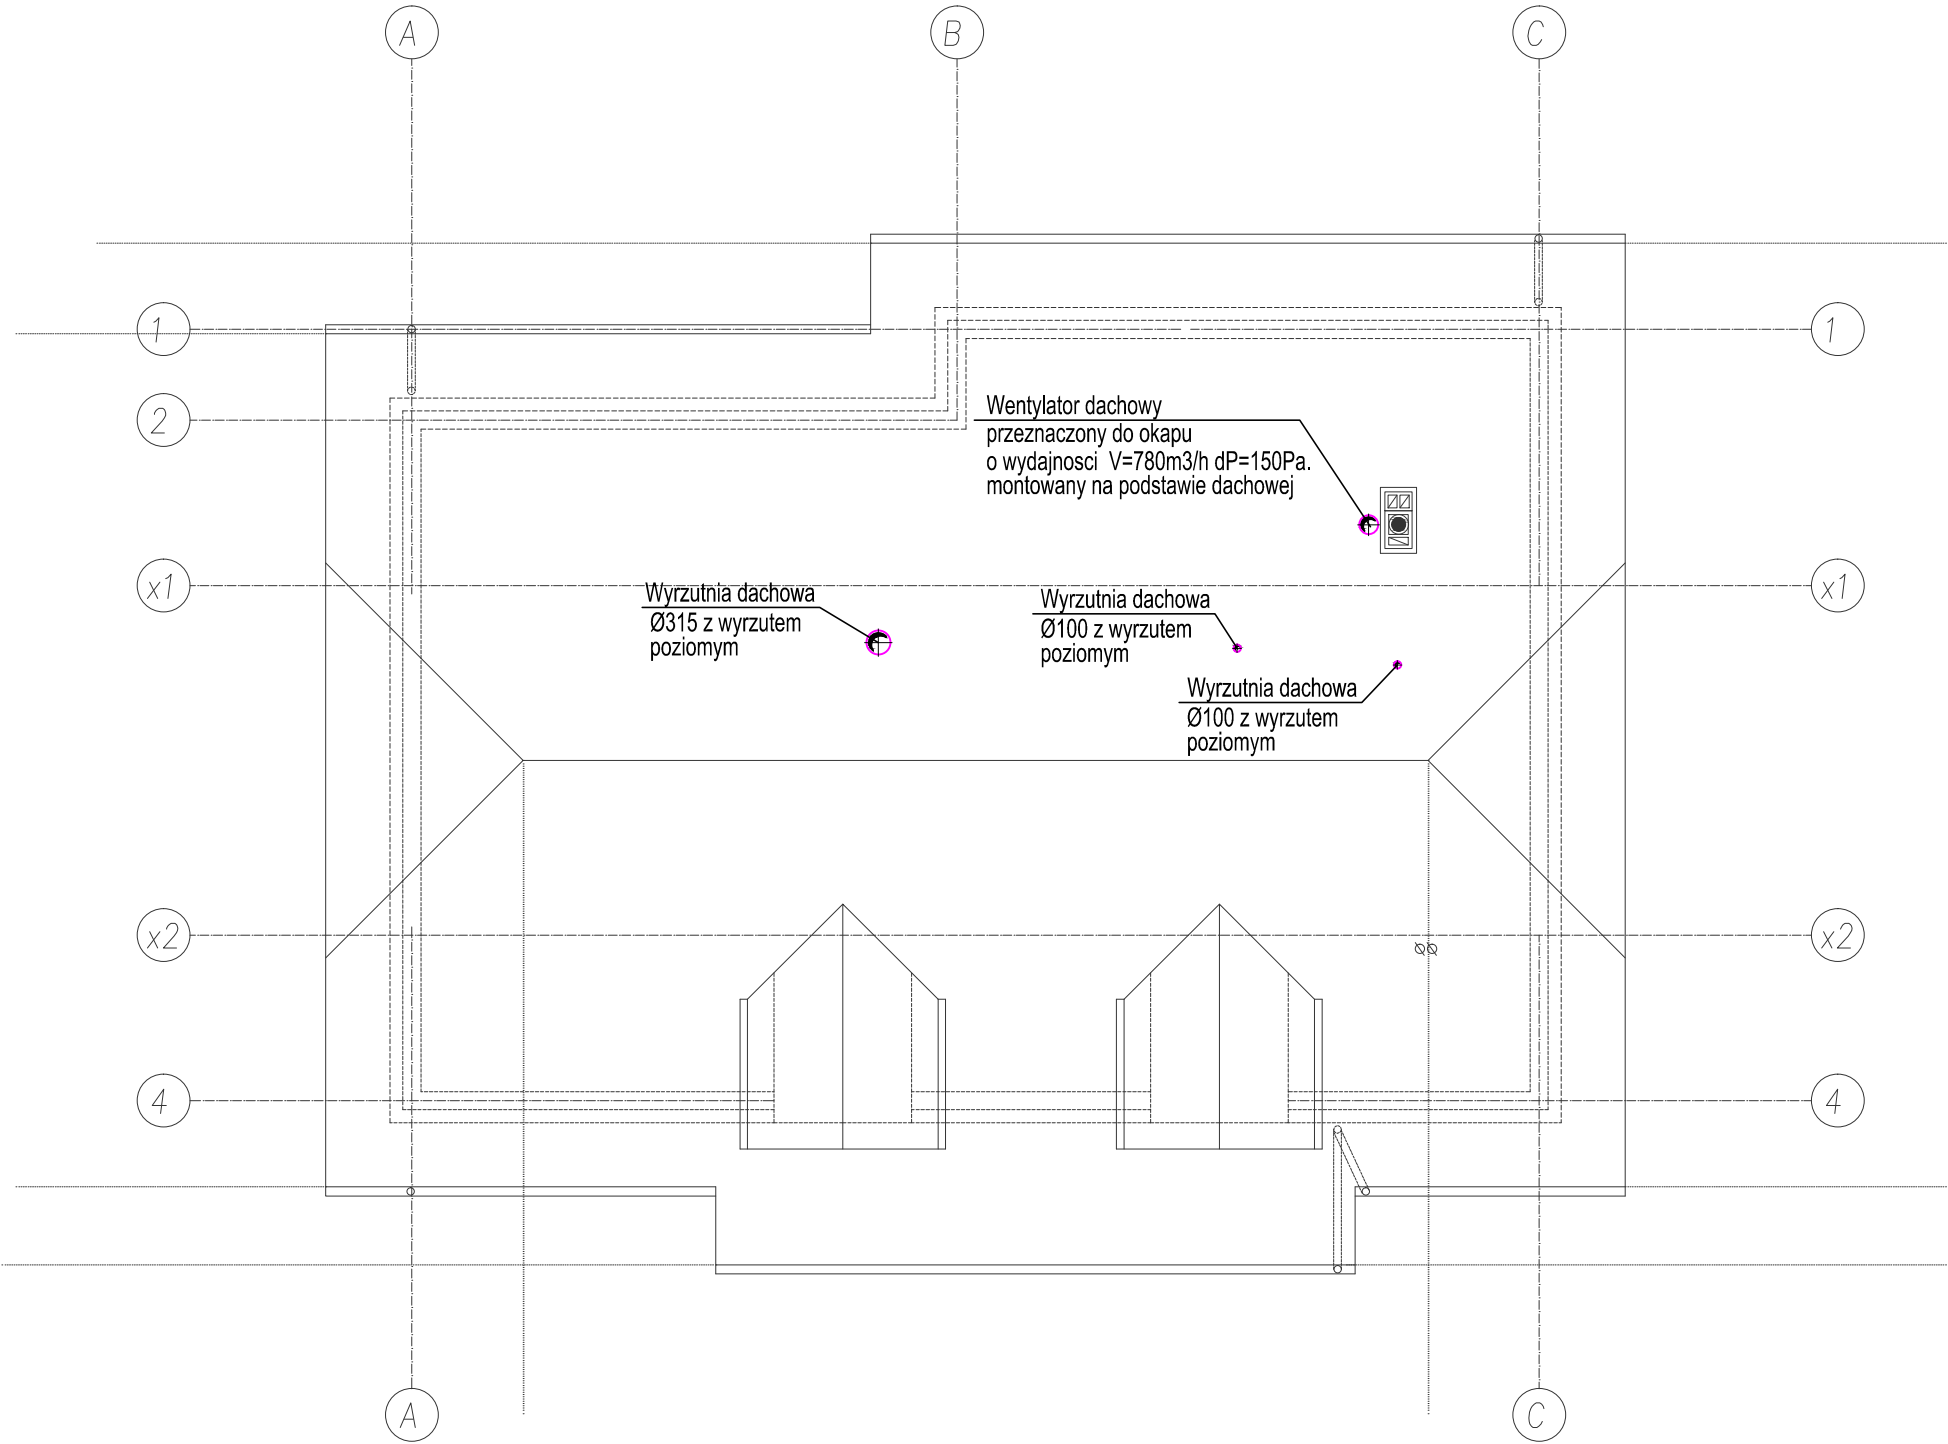 A
B
C
1
1
2
Wentylator dachowy
przeznaczony do okapu
o wydajnosci V=780m3/h dP=150Pa.
montowany na podstawie dachowej
x1
x1
Wyrzutnia dachowa
Ø315 z wyrzutem
poziomym
Wyrzutnia dachowa
Ø100 z wyrzutem
poziomym
Wyrzutnia dachowa
Ø100 z wyrzutem
poziomym
x2
x2
4
4
A
C